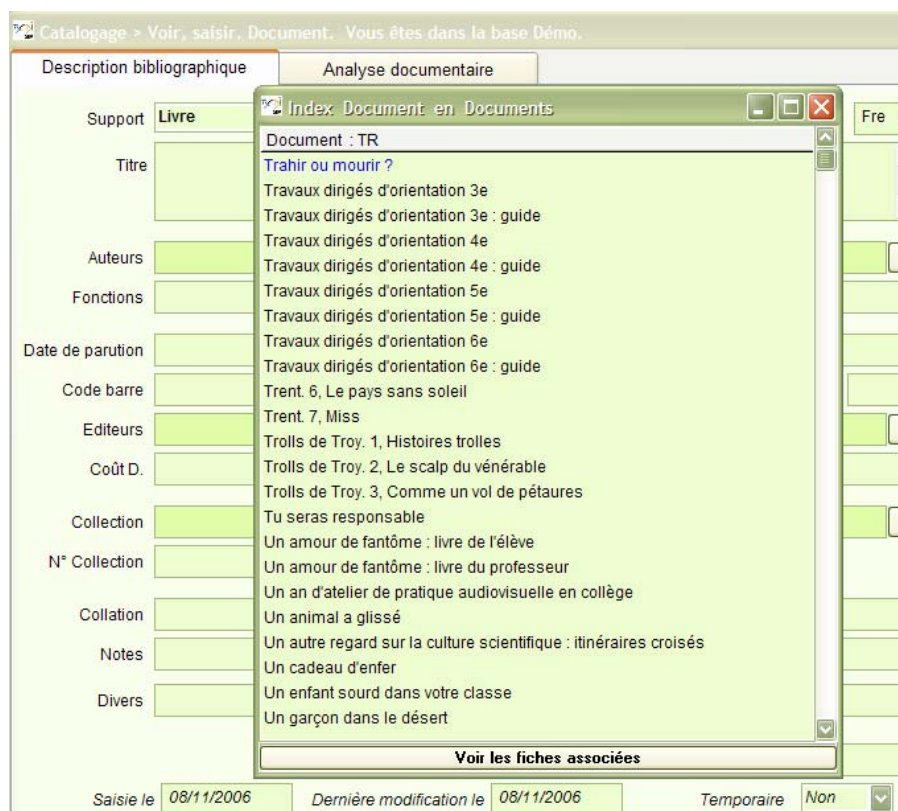 Catalogage > Voir, saisir. Document. Vous êtes dans la base Démo.
Description bibliographique
Analyse documentaire
Support Livre
Fre
Titre
Auteurs
Fonctions
Date de parution
Code barre
Editeurs
Coût D.
Collection
N° Collection
Collation
Notes
Divers
Index Document en Documents
Document : TR
Trahir ou mourir ?
Travaux dirigés d'orientation 3e
Travaux dirigés d'orientation 3e : guide
Travaux dirigés d'orientation 4e
Travaux dirigés d'orientation 4e : guide
Travaux dirigés d'orientation 5e
Travaux dirigés d'orientation 5e : guide
Travaux dirigés d'orientation 6e
Travaux dirigés d'orientation 6e : guide
Trent. 6, Le pays sans soleil
Trent. 7, Miss
Trolls de Troy. 1, Histoires trolles
Trolls de Troy. 2, Le scalp du vénérable
Trolls de Troy. 3, Comme un vol de pétaures
Tu seras responsable
Un amour de fantôme : livre de l'élève
Un amour de fantôme : livre du professeur
Un an d'atelier de pratique audiovisuelle en collège
Un animal a glissé
Un autre regard sur la culture scientifique : itinéraires croisés
Un cadeau d'enfer
Un enfant sourd dans votre classe
Un garçon dans le désert
Voir les fiches associées
Saisie le 08/11/2006 Dernière modification le 08/11/2006 Temporaire Non